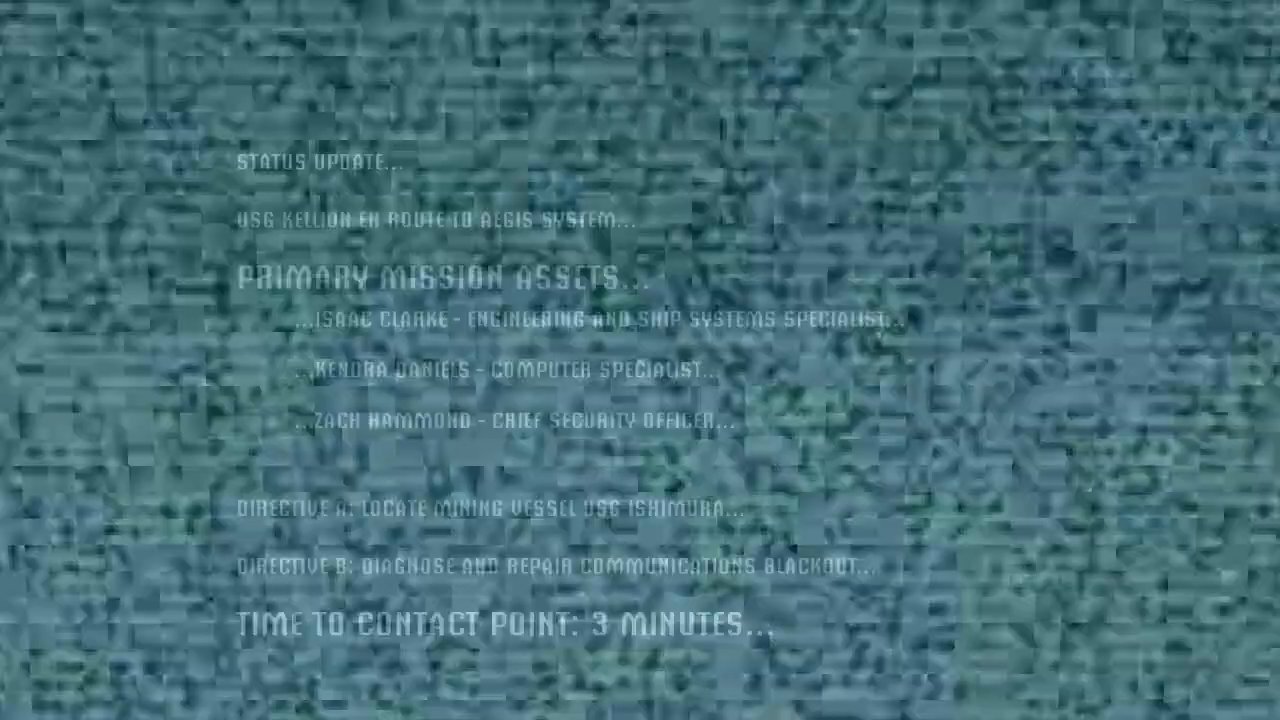 STATUS UPDATE...
USG KELLION EN ROUTE TO AEGIS SYSTEM...
PRIMARY MISSION ASSETS...
...ISAAC CLARKE - ENGINEERING AND SHIP SYSTEMS SPECIALIST...
...KENDRA DANIELS - COMPUTER SPECIALIST...
...ZACH HAMMOND - CHIEF SECURITY OFFICER...
DIRECTIVE A: LOCATE MINING VESSEL USG ISHIMURA...
DIRECTIVE B: DIAGNOSE AND REPAIR COMMUNICATIONS BLACKOUT...
TIME TO CONTACT POINT: 3 MINUTES...